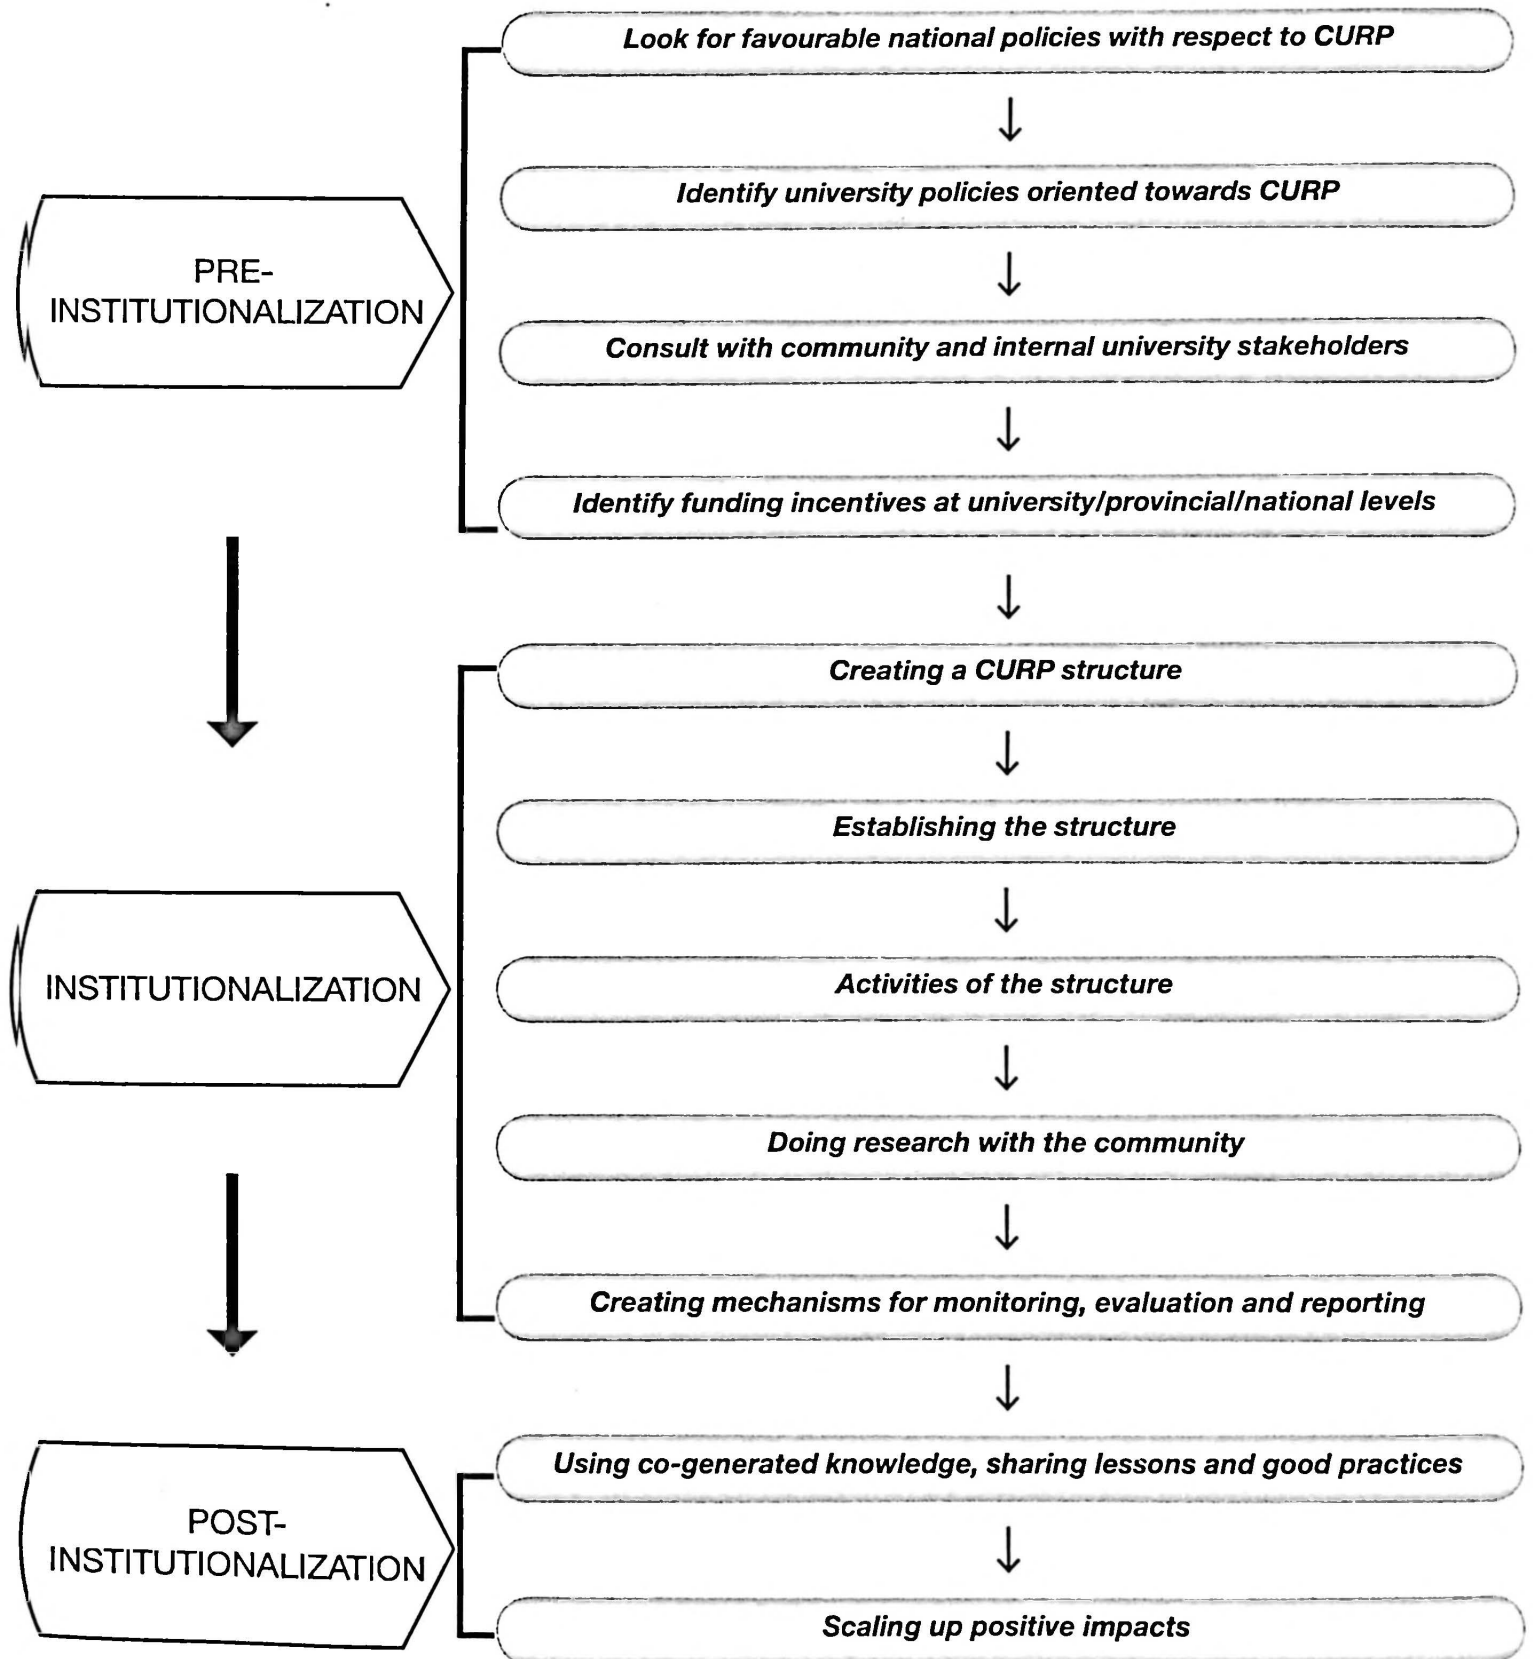 Look for favourable national policies with respect to CURP
Identify university policies oriented towards CURP
PRE-
INSTITUTIONALIZATION
Consult with community and internal university stakeholders
Identify funding incentives at university/provincial/national levels
Creating a CURP structure
Establishing the structure
INSTITUTIONALIZATION
Activities of the structure
Doing research with the community
Creating mechanisms for monitoring, evaluation and reporting
Using co-generated knowledge, sharing lessons and good practices
POST-
INSTITUTIONALIZATION
Scaling up positive impacts